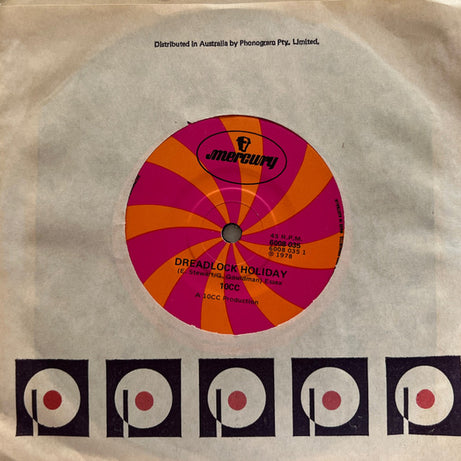 Distributed in Australia by Phonogram Pty. Limited.
mercury
45 R.P.M.
6008 035
6008 035 1
℗ 1978
DREADLOCK HOLIDAY
(E. Stewart/G. Gouldman) Essex
10CC
A 10CC Production